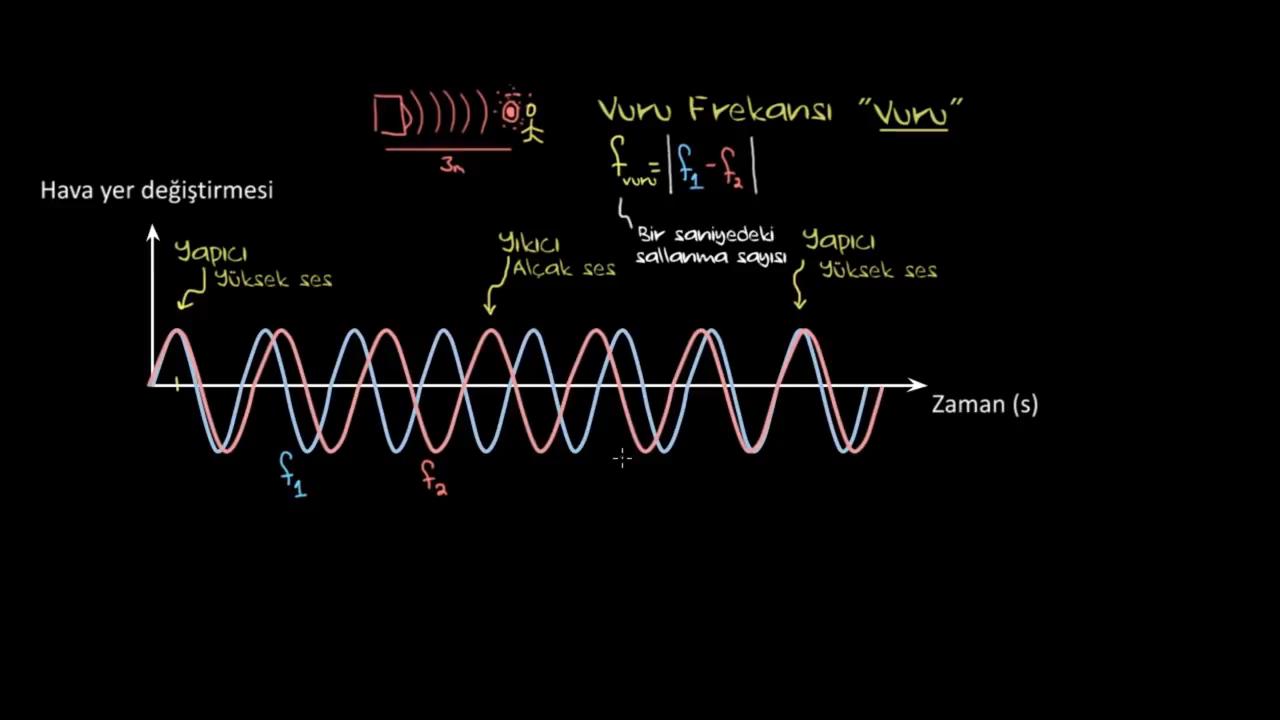 Vuru Frekansı "Vuru"
f vuru = |f1 - f2|
3m
Hava yer değiştirmesi
Bir saniyedeki
sallanma sayısı
Yapıcı
Yüksek ses
Yıkıcı
Alçak ses
Yapıcı
Yüksek ses
Zaman (s)
f1
f2